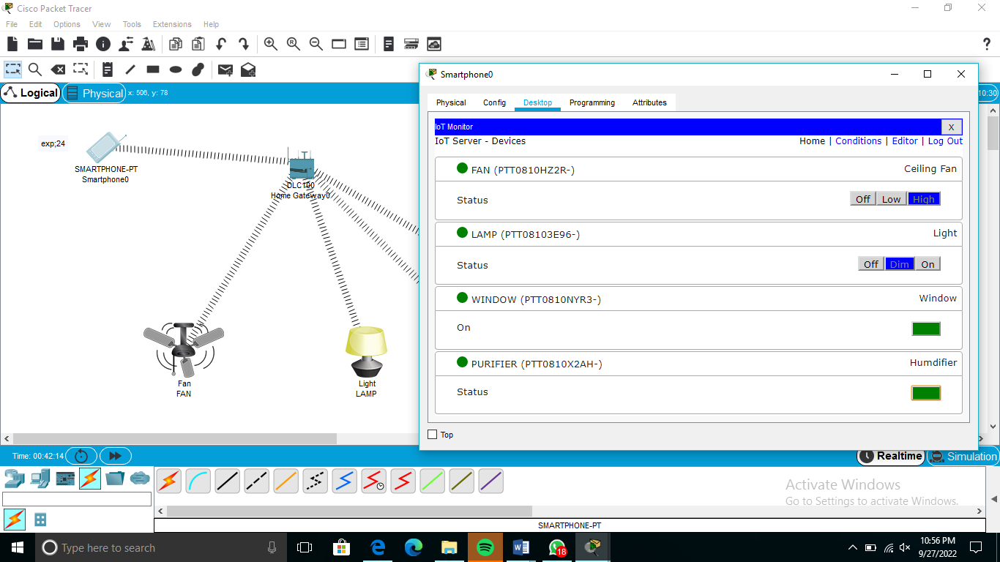 Cisco Packet Tracer
File Edit Options View Tools Extensions Help
?
Logical Physical x: 506, y: 78
10:30
exp;24
SMARTPHONE-PT
Smartphone0
DLC100
Home Gateway0
Fan
FAN
Light
LAMP
Smartphone0
Physical Config Desktop Programming Attributes
IoT Monitor X
IoT Server - Devices Home | Conditions | Editor | Log Out
FAN (PTT0810HZ2R-) Ceiling Fan
Status Off Low High
LAMP (PTT08103E96-) Light
Status Off Dim On
WINDOW (PTT0810NYR3-) Window
On
PURIFIER (PTT0810X2AH-) Humdifier
Status
Top
Time: 00:42:14 Realtime Simulation
Activate Windows
Go to Settings to activate Windows.
SMARTPHONE-PT
Type here to search 18 10:56 PM
9/27/2022